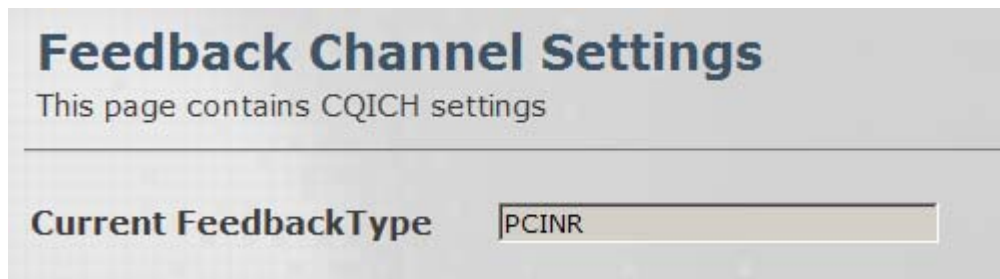 Feedback Channel Settings
This page contains CQICH settings
Current FeedbackType PCINR